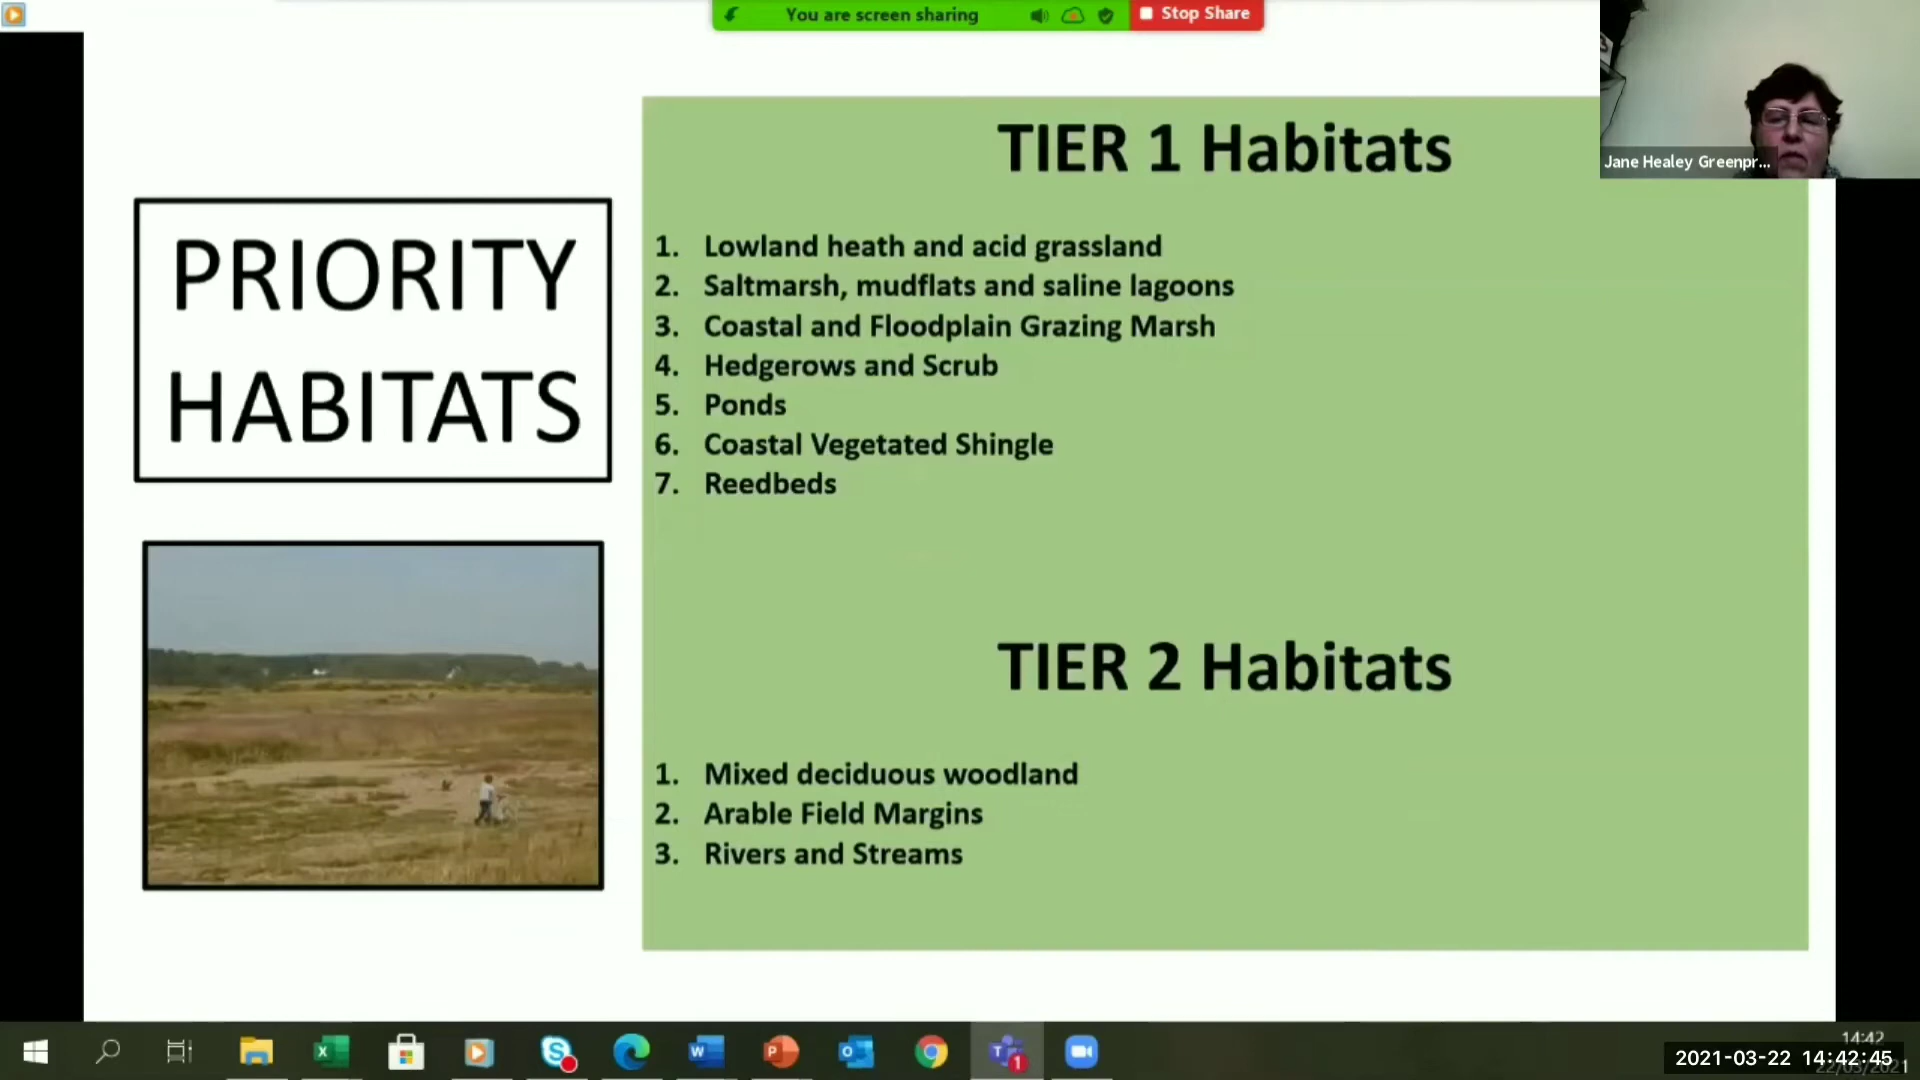 You are screen sharing
Stop Share
Jane Healey Greenpr...
PRIORITY
HABITATS
TIER 1 Habitats
1. Lowland heath and acid grassland
2. Saltmarsh, mudflats and saline lagoons
3. Coastal and Floodplain Grazing Marsh
4. Hedgerows and Scrub
5. Ponds
6. Coastal Vegetated Shingle
7. Reedbeds
TIER 2 Habitats
1. Mixed deciduous woodland
2. Arable Field Margins
3. Rivers and Streams
14:42
2021-03-22 14:42:45